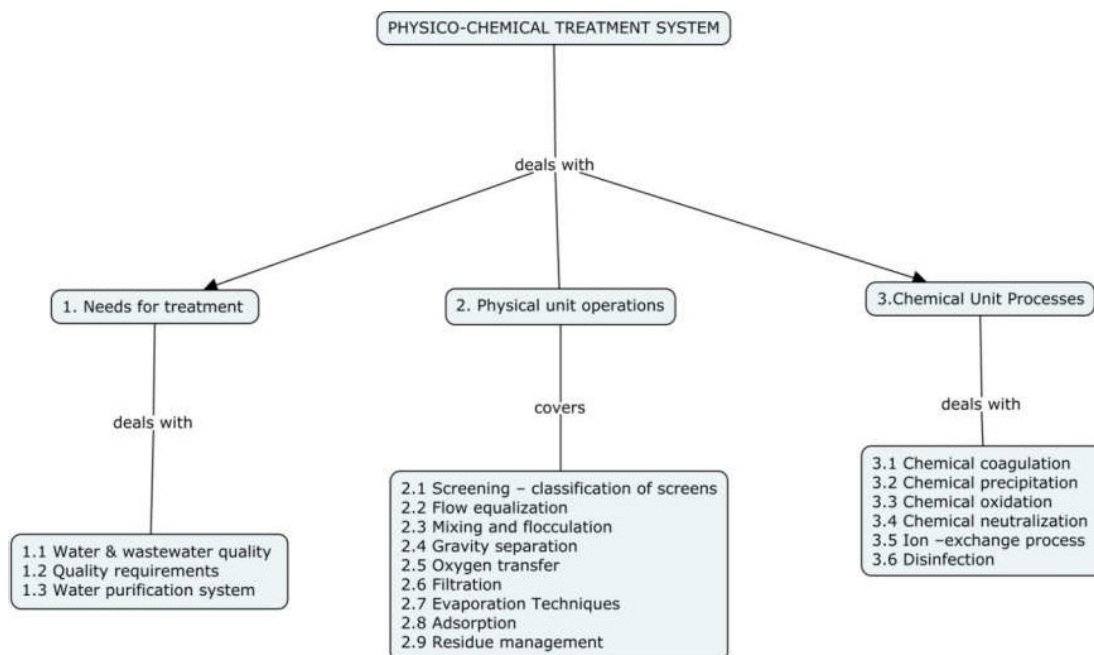 PHYSICO-CHEMICAL TREATMENT SYSTEM
deals with
1. Needs for treatment
2. Physical unit operations
3.Chemical Unit Processes
deals with
covers
deals with
1.1 Water & wastewater quality
1.2 Quality requirements
1.3 Water purification system
2.1 Screening – classification of screens
2.2 Flow equalization
2.3 Mixing and flocculation
2.4 Gravity separation
2.5 Oxygen transfer
2.6 Filtration
2.7 Evaporation Techniques
2.8 Adsorption
2.9 Residue management
3.1 Chemical coagulation
3.2 Chemical precipitation
3.3 Chemical oxidation
3.4 Chemical neutralization
3.5 Ion –exchange process
3.6 Disinfection